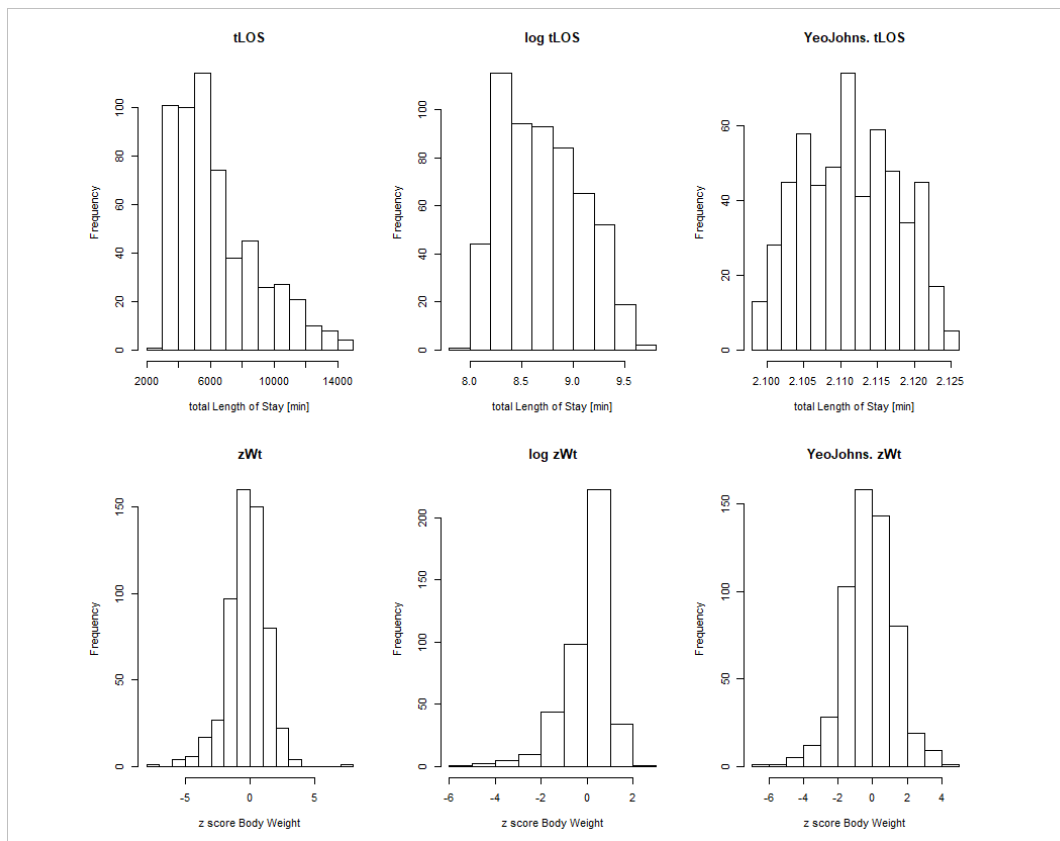 tLOS
log tLOS
YeoJohns. tLOS
Frequency
0 20 40 60 80 100
2000 6000 10000 14000
total Length of Stay [min]
Frequency
0 20 40 60 80 100
8.0 8.5 9.0 9.5
total Length of Stay [min]
Frequency
0 20 40 60
2.100 2.105 2.110 2.115 2.120 2.125
total Length of Stay [min]
zWt
log zWt
YeoJohns. zWt
Frequency
0 50 100 150
-5 0 5
z score Body Weight
Frequency
0 50 100 150 200
-6 -4 -2 0 2
z score Body Weight
Frequency
0 50 100 150
-6 -4 -2 0 2 4
z score Body Weight